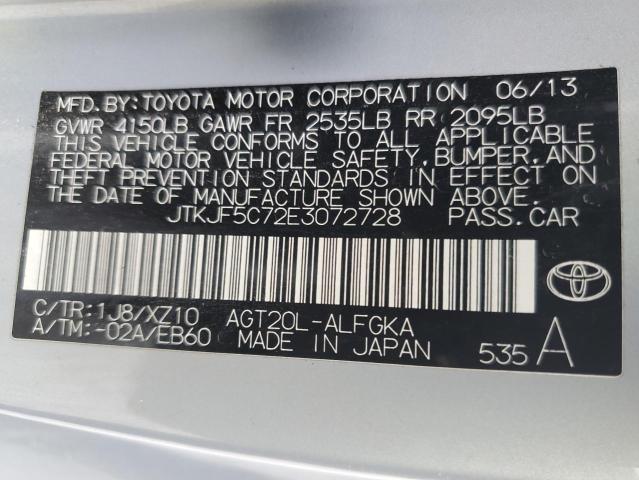 MFD.BY:TOYOTA MOTOR CORPORATION 06/13
GVWR 4150LB GAWR FR 2535LB RR 2095LB
THIS VEHICLE CONFORMS TO ALL APPLICABLE
FEDERAL MOTOR VEHICLE SAFETY,BUMPER,AND
THEFT PREVENTION STANDARDS IN EFFECT ON
THE DATE OF MANUFACTURE SHOWN ABOVE.
JTKJF5C72E3072728 PASS.CAR
C/TR:1J8/XZ10 AGT20L-ALFGKA
A/TM:-02A/EB60 MADE IN JAPAN 535 A